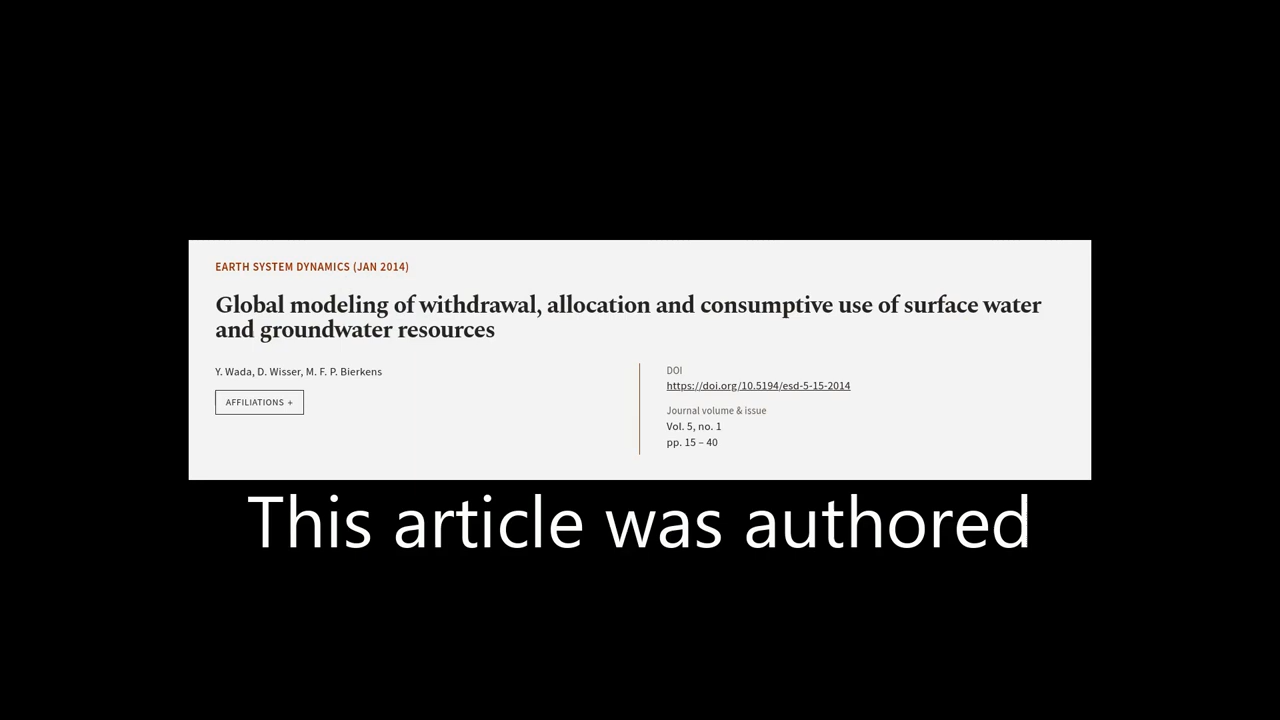 EARTH SYSTEM DYNAMICS (JAN 2014)
Global modeling of withdrawal, allocation and consumptive use of surface water
and groundwater resources
Y. Wada, D. Wisser, M. F. P. Bierkens
AFFILIATIONS +
DOI
https://doi.org/10.5194/esd-5-15-2014
Journal volume & issue
Vol. 5, no. 1
pp. 15 – 40
This article was authored